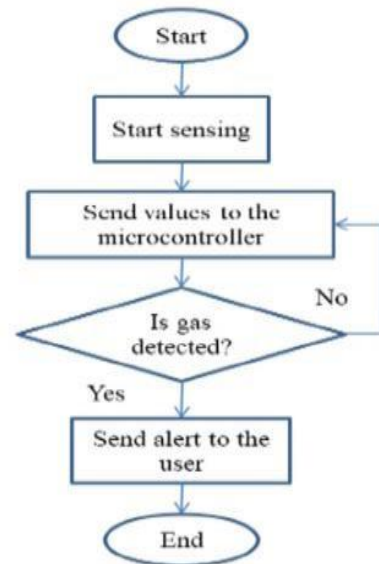 Start
Start sensing
Send values to the
microcontroller
Is gas
detected?
No
Yes
Send alert to the
user
End